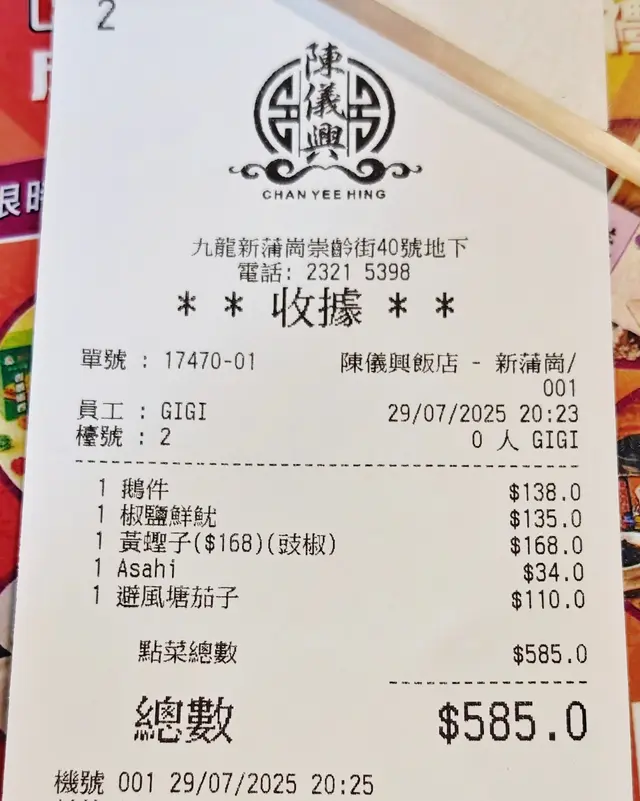 2
陳儀興
CHAN YEE HING
九龍新蒲崗崇齡街40號地下
電話: 2321 5398
* * 收據 * *
單號 : 17470-01 陳儀興飯店 - 新蒲崗/
001
員工 : GIGI 29/07/2025 20:23
檯號 : 2 0 人 GIGI
1 鵝件 $138.0
1 椒鹽鮮魷 $135.0
1 黃蟶子($168)(豉椒) $168.0
1 Asahi $34.0
1 避風塘茄子 $110.0
點菜總數 $585.0
總數 $585.0
機號 001 29/07/2025 20:25